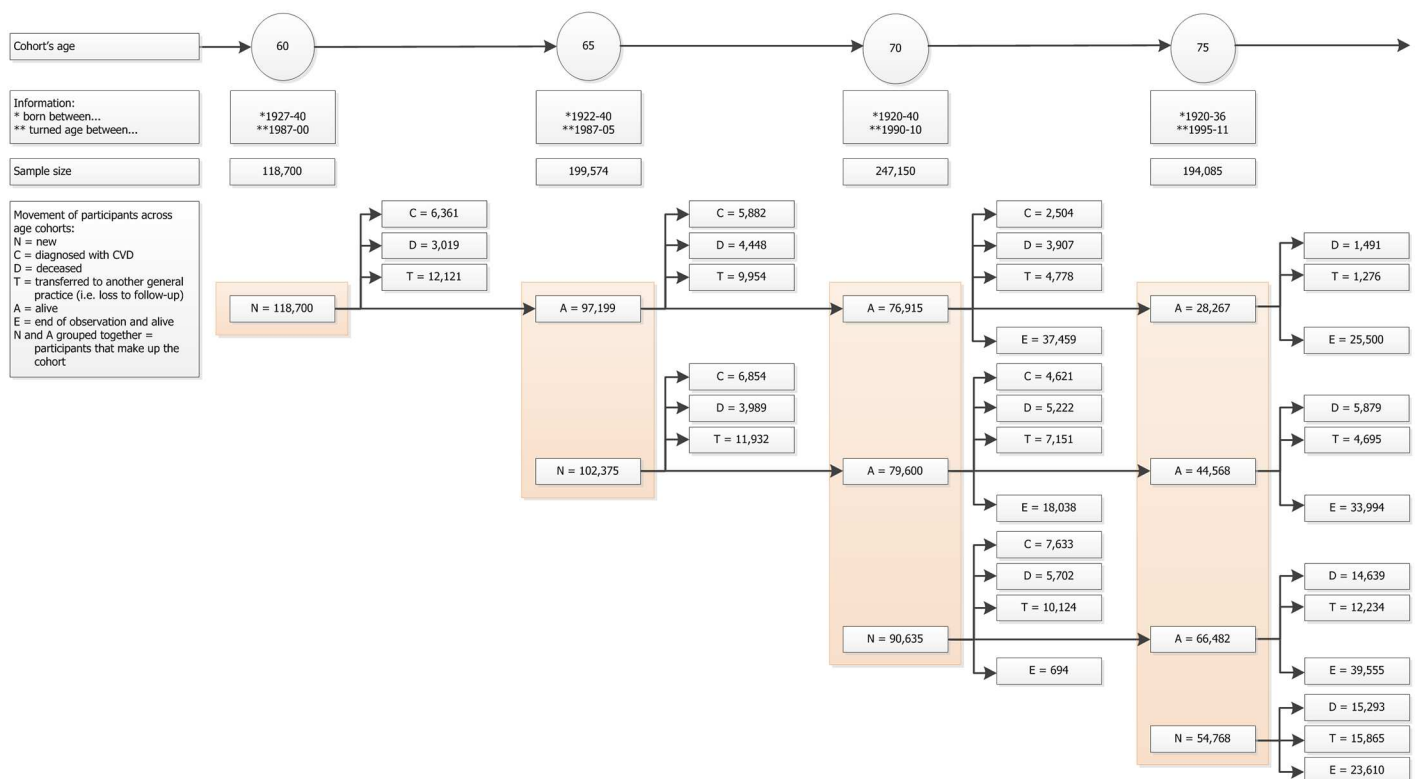 Cohort's age
60
65
70
75
Information:
* born between...
** turned age between...
*1927-40
**1987-00
*1922-40
**1987-05
*1920-40
**1990-10
*1920-36
**1995-11
Sample size
118,700
199,574
247,150
194,085
Movement of participants across
age cohorts:
N = new
C = diagnosed with CVD
D = deceased
T = transferred to another general
practice (i.e. loss to follow-up)
A = alive
E = end of observation and alive
N and A grouped together =
participants that make up the
cohort
N = 118,700
C = 6,361
D = 3,019
T = 12,121
A = 97,199
C = 5,882
D = 4,448
T = 9,954
N = 102,375
C = 6,854
D = 3,989
T = 11,932
A = 76,915
C = 2,504
D = 3,907
T = 4,778
E = 37,459
A = 79,600
C = 4,621
D = 5,222
T = 7,151
E = 18,038
N = 90,635
C = 7,633
D = 5,702
T = 10,124
E = 694
A = 28,267
D = 1,491
T = 1,276
E = 25,500
A = 44,568
D = 5,879
T = 4,695
E = 33,994
A = 66,482
D = 14,639
T = 12,234
E = 39,555
N = 54,768
D = 15,293
T = 15,865
E = 23,610